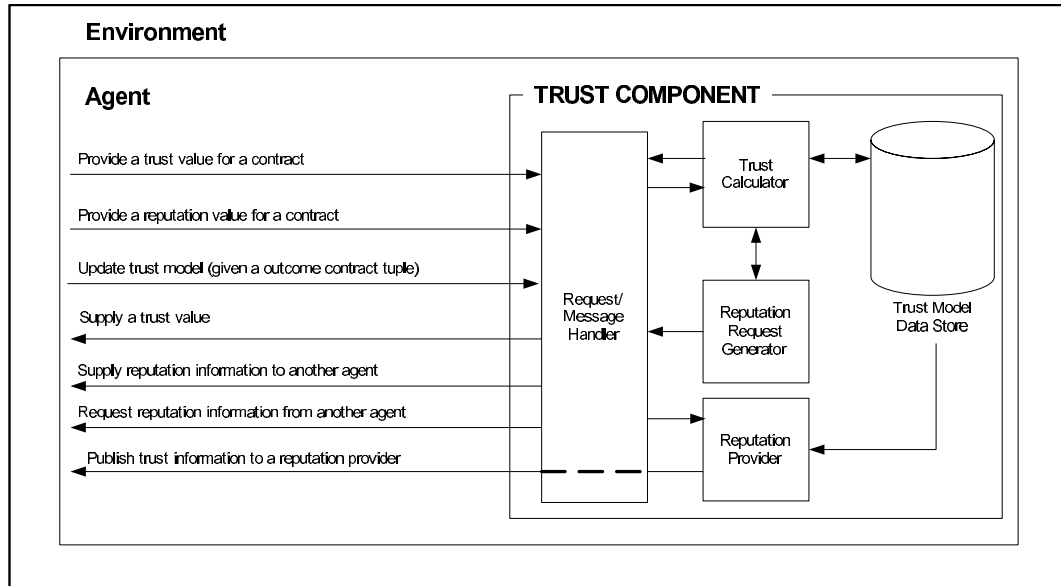 Environment
Agent
TRUST COMPONENT
Provide a trust value for a contract
Provide a reputation value for a contract
Update trust model (given a outcome contract tuple)
Supply a trust value
Supply reputation information to another agent
Request reputation information from another agent
Publish trust information to a reputation provider
Request/
Message
Handler
Trust
Calculator
Reputation
Request
Generator
Reputation
Provider
Trust Model
Data Store